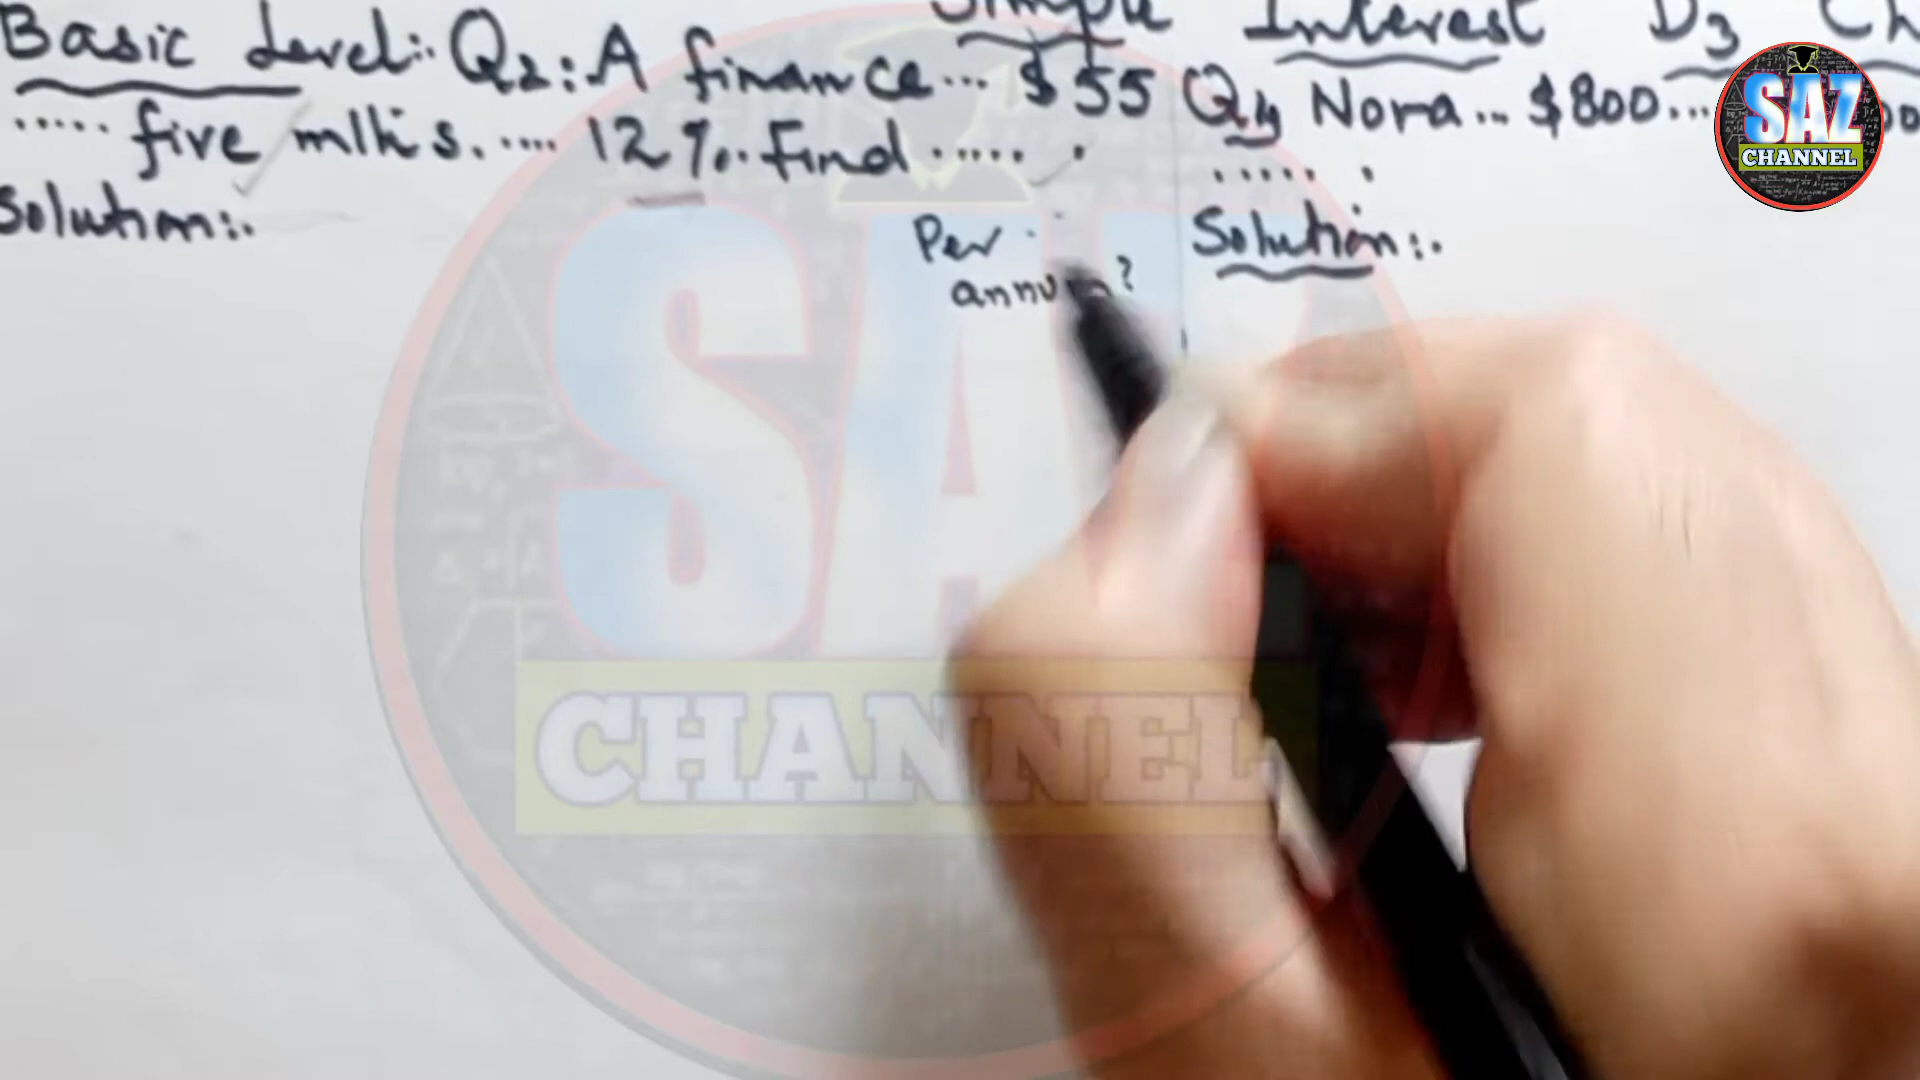 Simple Interest D3 Ch
Basic Level:. Q2: A finance... $55
..... five mths..... 12%. Find ..... .
Solution:.
Per
annum?
Q4 Nora... $800...
..... .
Solution:.
SAZ
CHANNEL
SAZ
CHANNEL